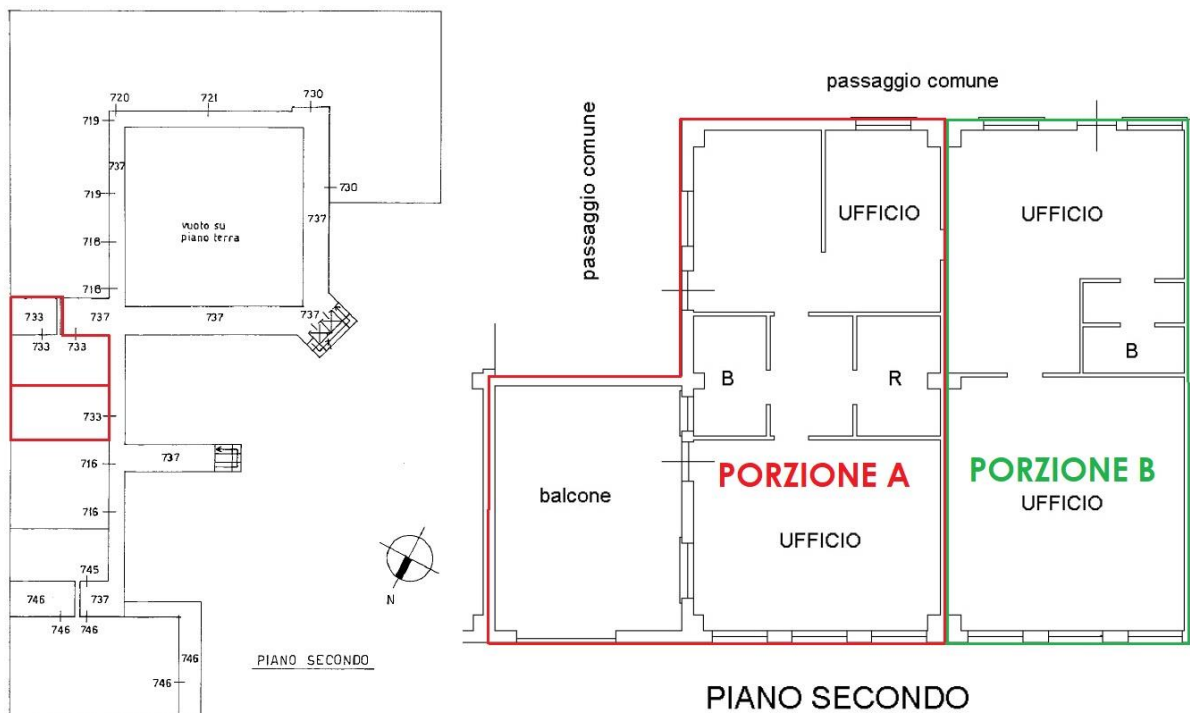 720
721
730
719
737
719
730
737
vuoto su
piano terra
718
718
733
737
737
737
733
733
733
716
737
716
745
746
737
746
746
N
PIANO SECONDO
746
746
passaggio comune
passaggio comune
UFFICIO
UFFICIO
B
R
B
PORZIONE A
PORZIONE B
UFFICIO
balcone
UFFICIO
PIANO SECONDO